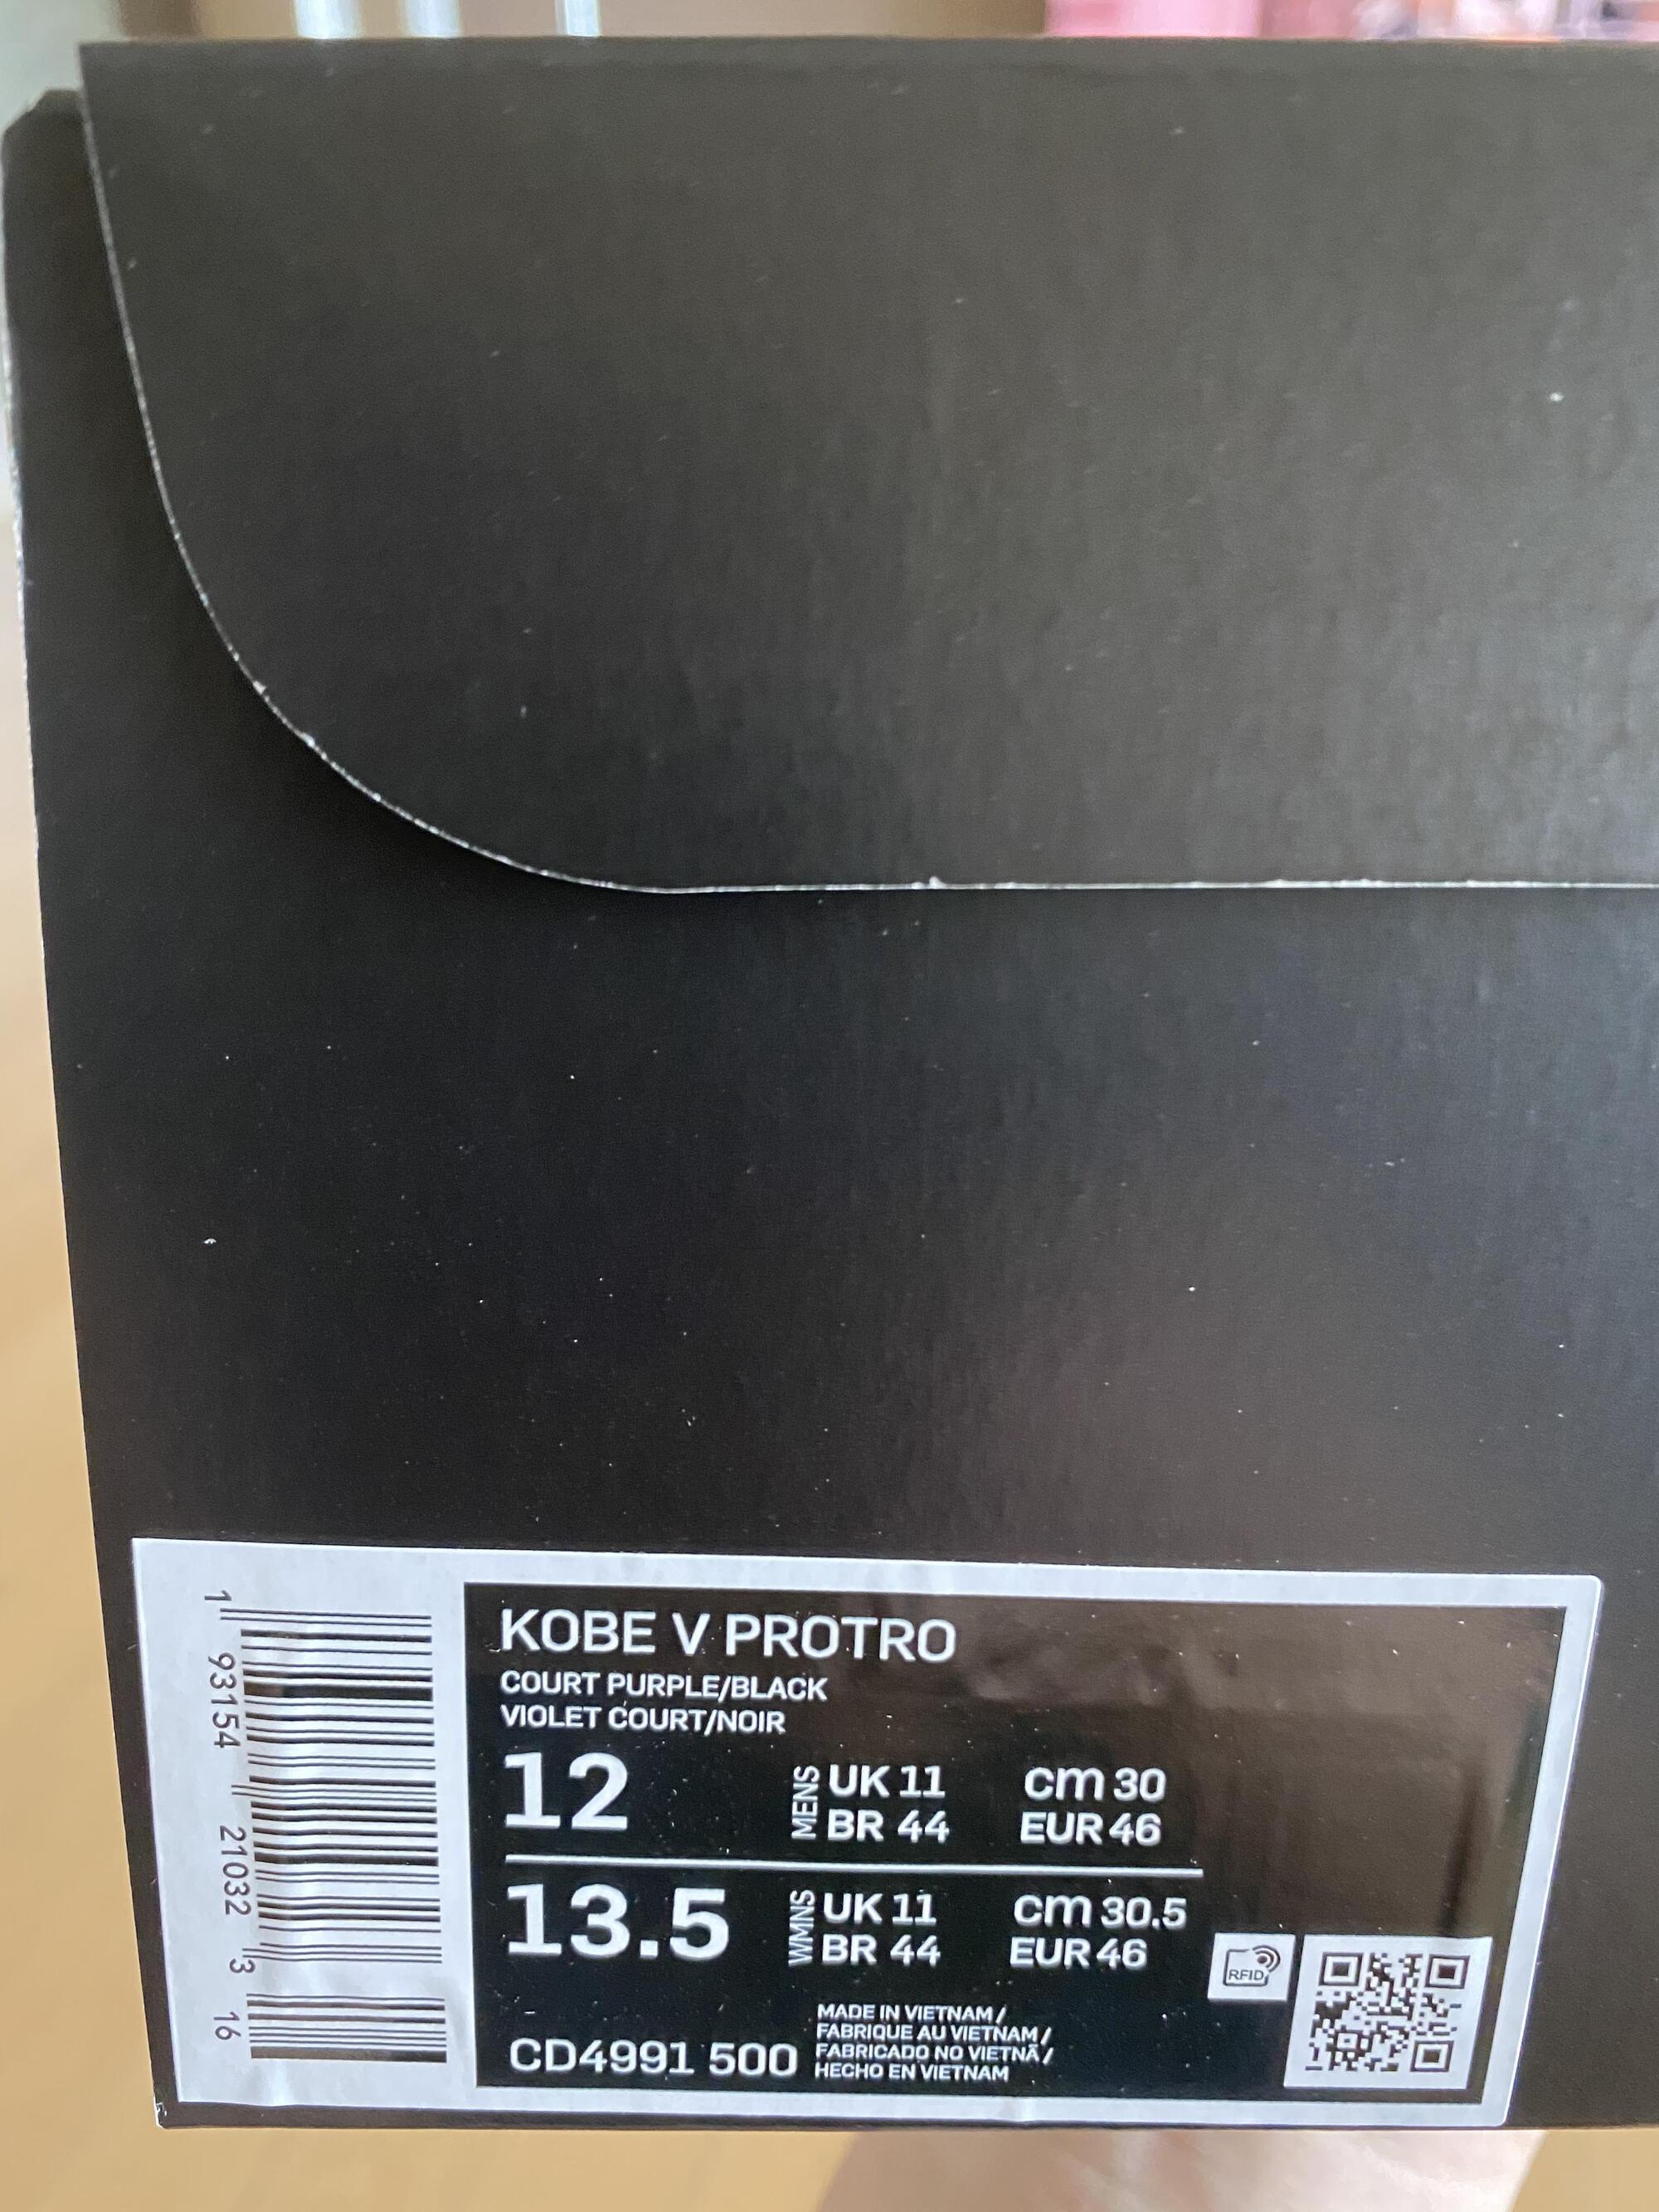 KOBE V PROTRO
COURT PURPLE/BLACK
VIOLET COURT/NOIR
12
MENS
UK 11
cm 30
BR 44
EUR 46
13.5
WMNS
UK 11
cm 30.5
BR 44
EUR 46
RFID
CD4991 500
MADE IN VIETNAM /
FABRIQUE AU VIETNAM /
FABRICADO NO VIETNÃ /
HECHO EN VIETNAM
1 93154 21032 3 16